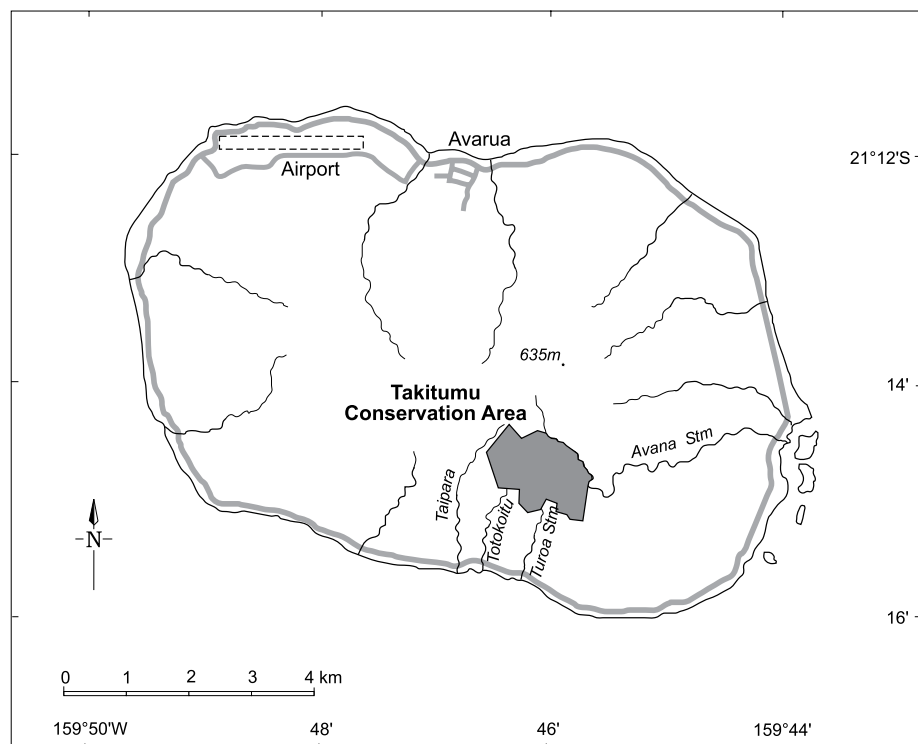 Avarua
21°12'S
Airport
635m
14'
Takitumu
Conservation Area
Avana Stm
Taipara
Totokoitu
Turoa Stm
N
16'
0 1 2 3 4 km
159°50'W 48' 46' 159°44'